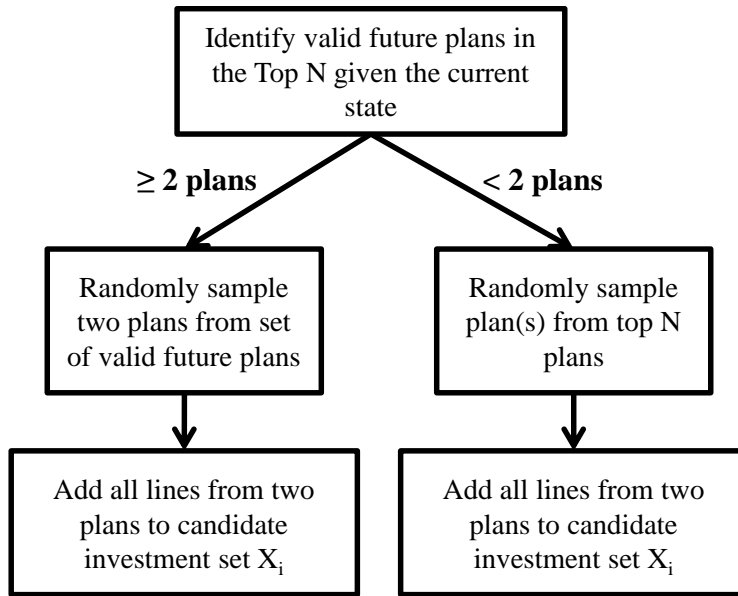 Identify valid future plans in
the Top N given the current
state
≥ 2 plans
< 2 plans
Randomly sample
two plans from set
of valid future plans
Randomly sample
plan(s) from top N
plans
Add all lines from two
plans to candidate
investment set Xᵢ
Add all lines from two
plans to candidate
investment set Xᵢ